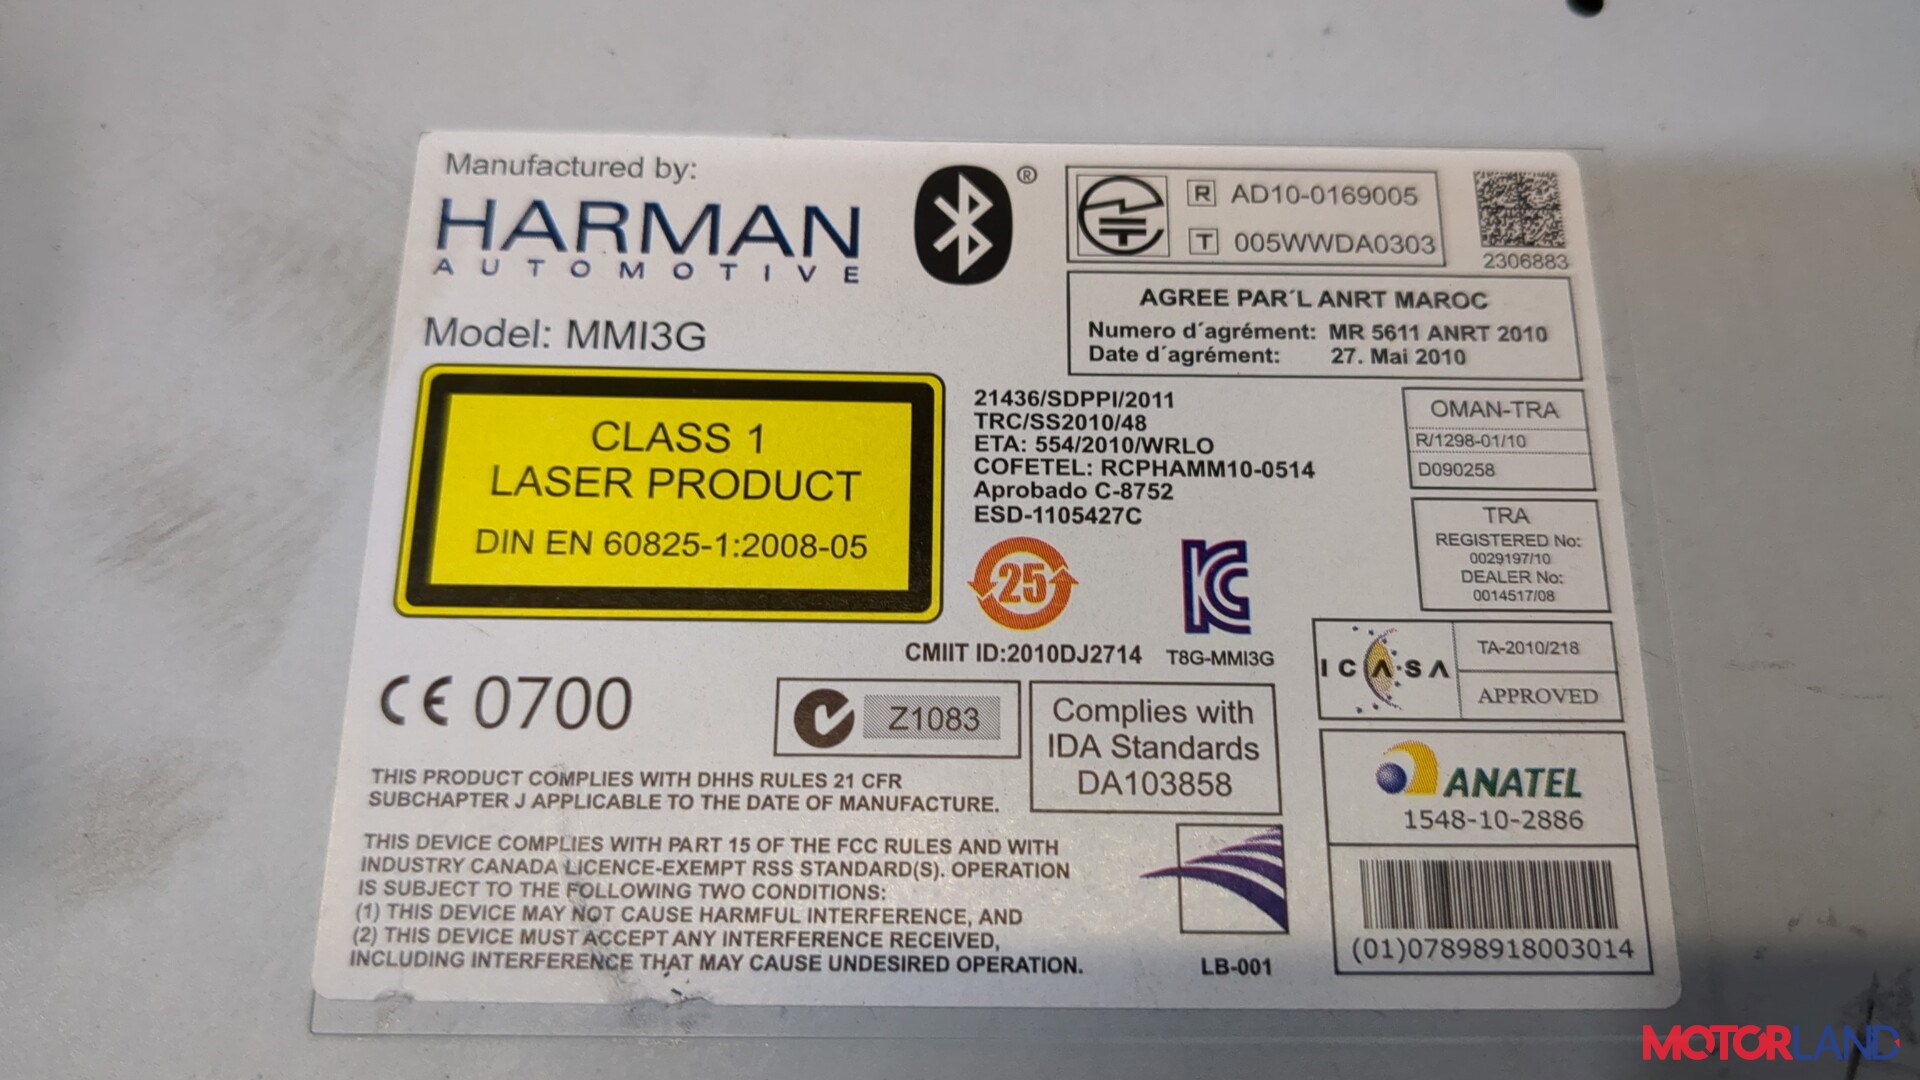 Manufactured by:
HARMAN
AUTOMOTIVE
®
R AD10-0169005
T 005WWDA0303
2306883
AGREE PAR´L ANRT MAROC
Numero d´agrément: MR 5611 ANRT 2010
Date d´agrément: 27. Mai 2010
Model: MMI3G
CLASS 1
LASER PRODUCT
DIN EN 60825-1:2008-05
21436/SDPPI/2011
TRC/SS2010/48
ETA: 554/2010/WRLO
COFETEL: RCPHAMM10-0514
Aprobado C-8752
ESD-1105427C
OMAN-TRA
R/1298-01/10
D090258
TRA
REGISTERED No:
0029197/10
DEALER No:
0014517/08
25
KC
CMIIT ID:2010DJ2714
T8G-MMI3G
ICASA
TA-2010/218
APPROVED
CE 0700
Z1083
Complies with
IDA Standards
DA103858
ANATEL
1548-10-2886
(01)07898918003014
THIS PRODUCT COMPLIES WITH DHHS RULES 21 CFR
SUBCHAPTER J APPLICABLE TO THE DATE OF MANUFACTURE.
THIS DEVICE COMPLIES WITH PART 15 OF THE FCC RULES AND WITH
INDUSTRY CANADA LICENCE-EXEMPT RSS STANDARD(S). OPERATION
IS SUBJECT TO THE FOLLOWING TWO CONDITIONS:
(1) THIS DEVICE MAY NOT CAUSE HARMFUL INTERFERENCE, AND
(2) THIS DEVICE MUST ACCEPT ANY INTERFERENCE RECEIVED,
INCLUDING INTERFERENCE THAT MAY CAUSE UNDESIRED OPERATION.
LB-001
MOTORLAND